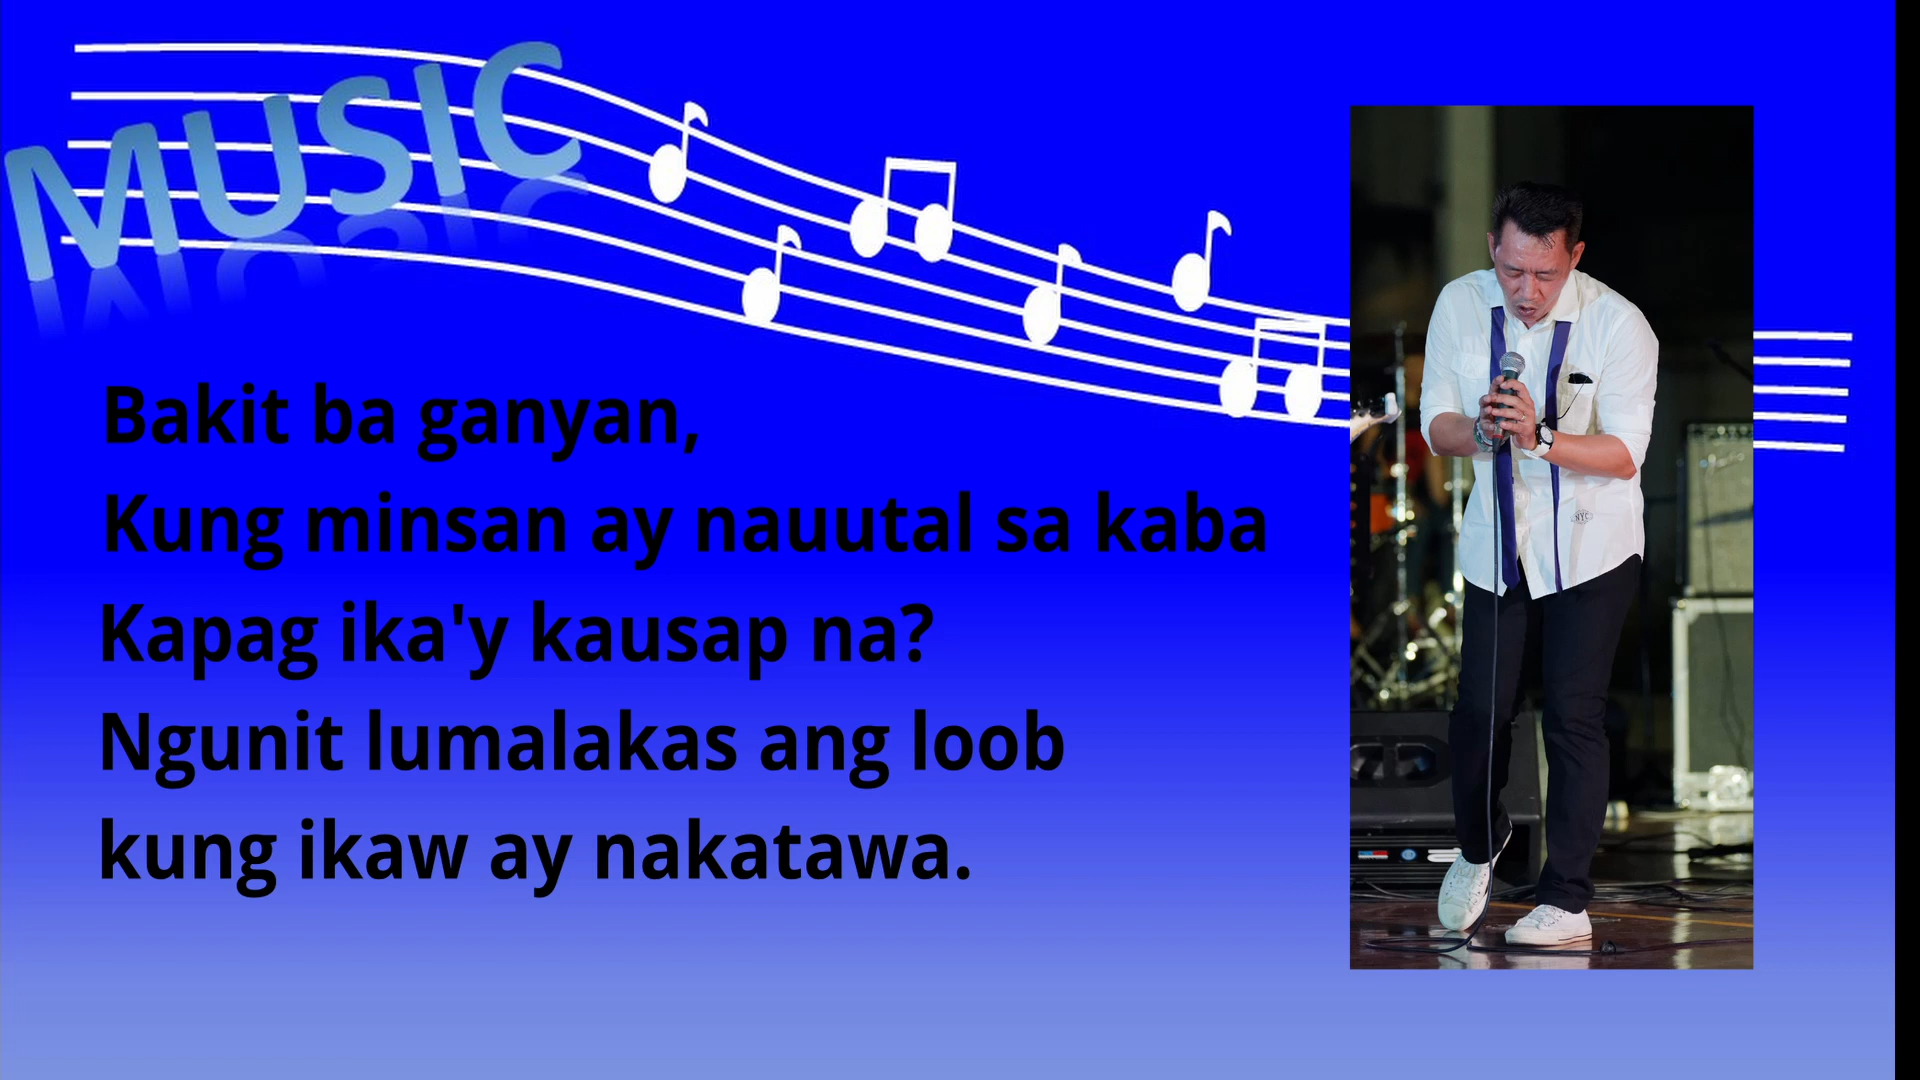 MUSIC
Bakit ba ganyan,
Kung minsan ay nauutal sa kaba
Kapag ika'y kausap na?
Ngunit lumalakas ang loob
kung ikaw ay nakatawa.
NYC